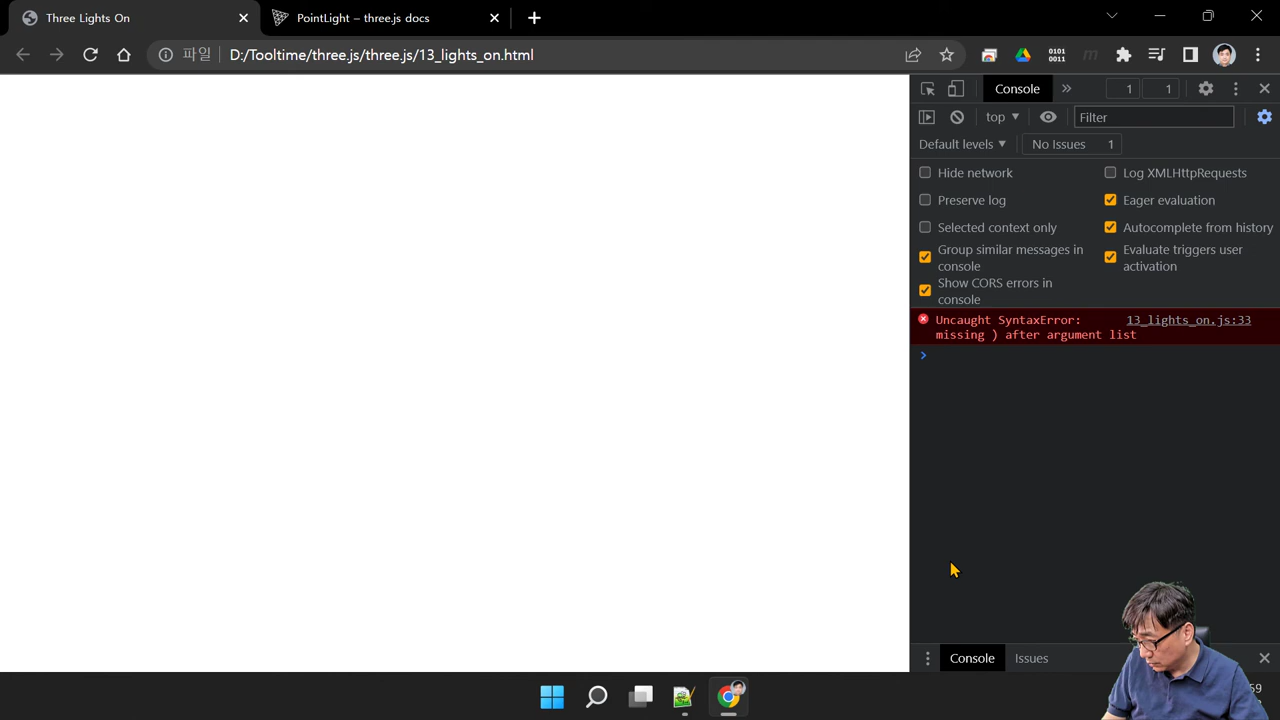 Three Lights On
PointLight – three.js docs
파일 D:/Tooltime/three.js/three.js/13_lights_on.html
0101
0011
m
Console 1 1
top Filter
Default levels No Issues 1
Hide network Log XMLHttpRequests
Preserve log Eager evaluation
Selected context only Autocomplete from history
Group similar messages in console Evaluate triggers user activation
Show CORS errors in console
Uncaught SyntaxError: 13_lights_on.js:33
missing ) after argument list
Console Issues
59